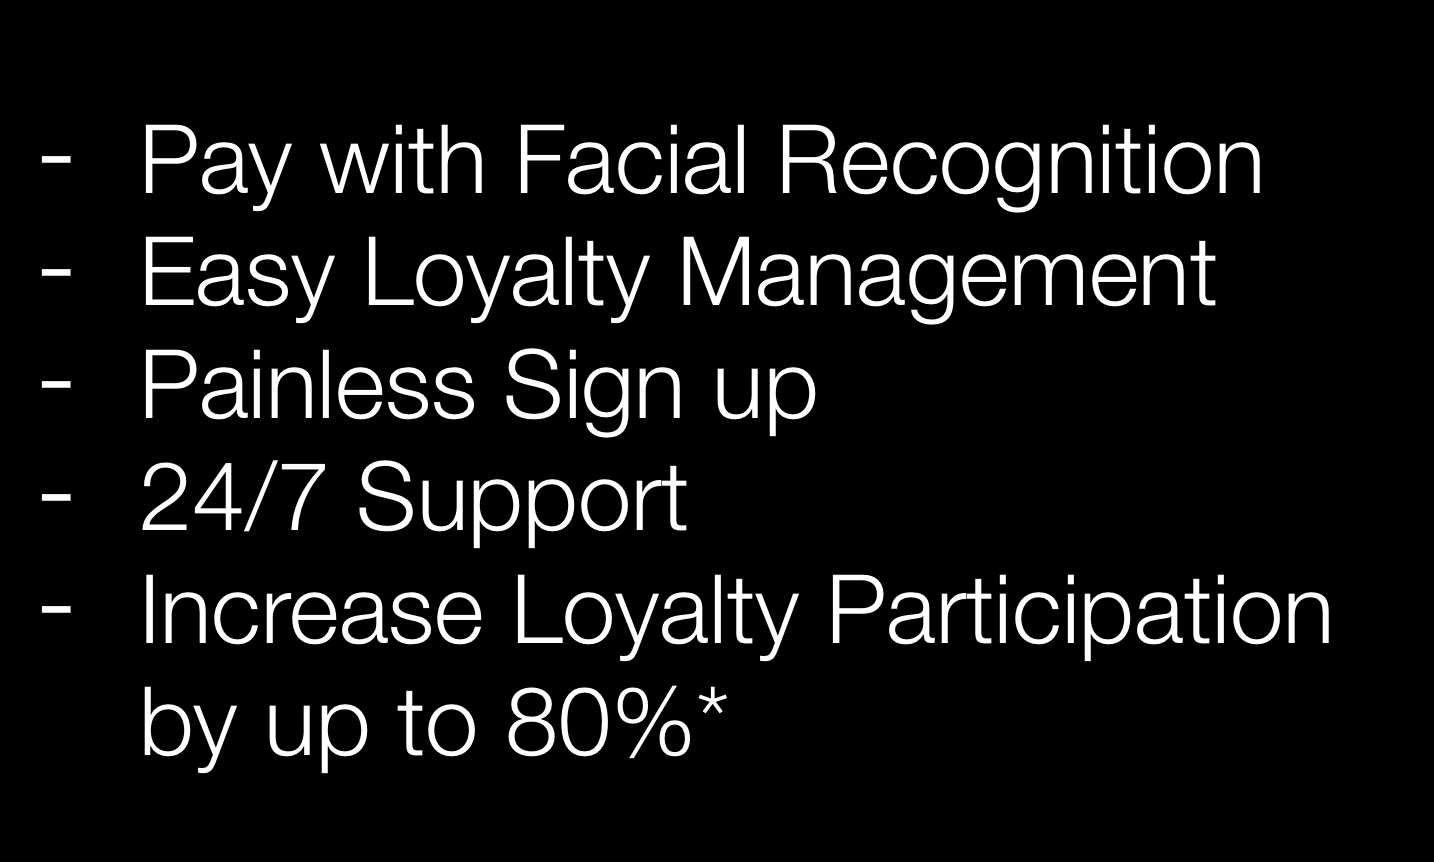 - Pay with Facial Recognition
- Easy Loyalty Management
- Painless Sign up
- 24/7 Support
- Increase Loyalty Participation
by up to 80%*